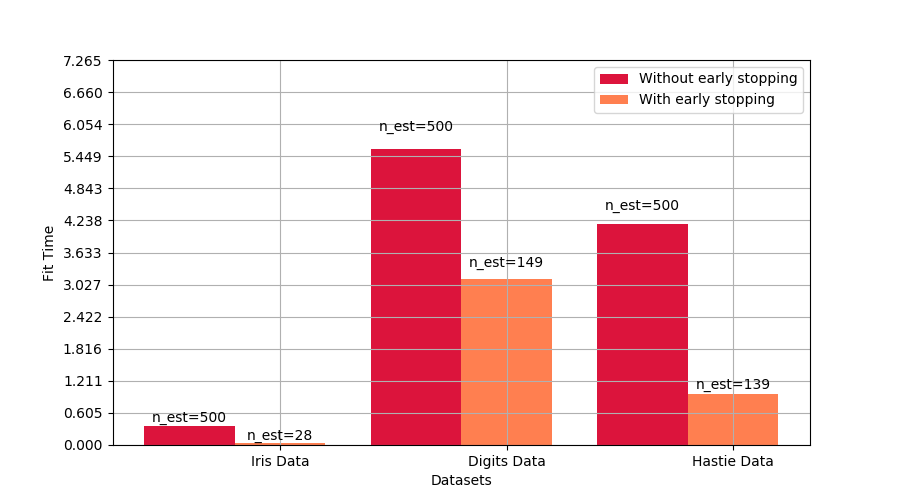 7.265
6.660
6.054
5.449
4.843
4.238
3.633
3.027
2.422
1.816
1.211
0.605
0.000
Fit Time
Without early stopping
With early stopping
n_est=500
n_est=28
n_est=500
n_est=149
n_est=500
n_est=139
Iris Data
Digits Data
Hastie Data
Datasets